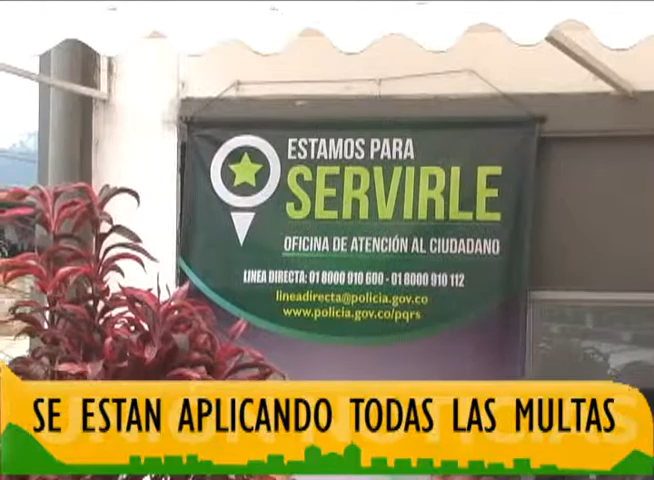 ESTAMOS PARA
SERVIRLE
OFICINA DE ATENCIÓN AL CIUDADANO
LINEA DIRECTA: 01 8000 910 600 - 01 8000 910 112
lineadirecta@policia.gov.co
www.policia.gov.co/pqrs
SE ESTAN APLICANDO TODAS LAS MULTAS